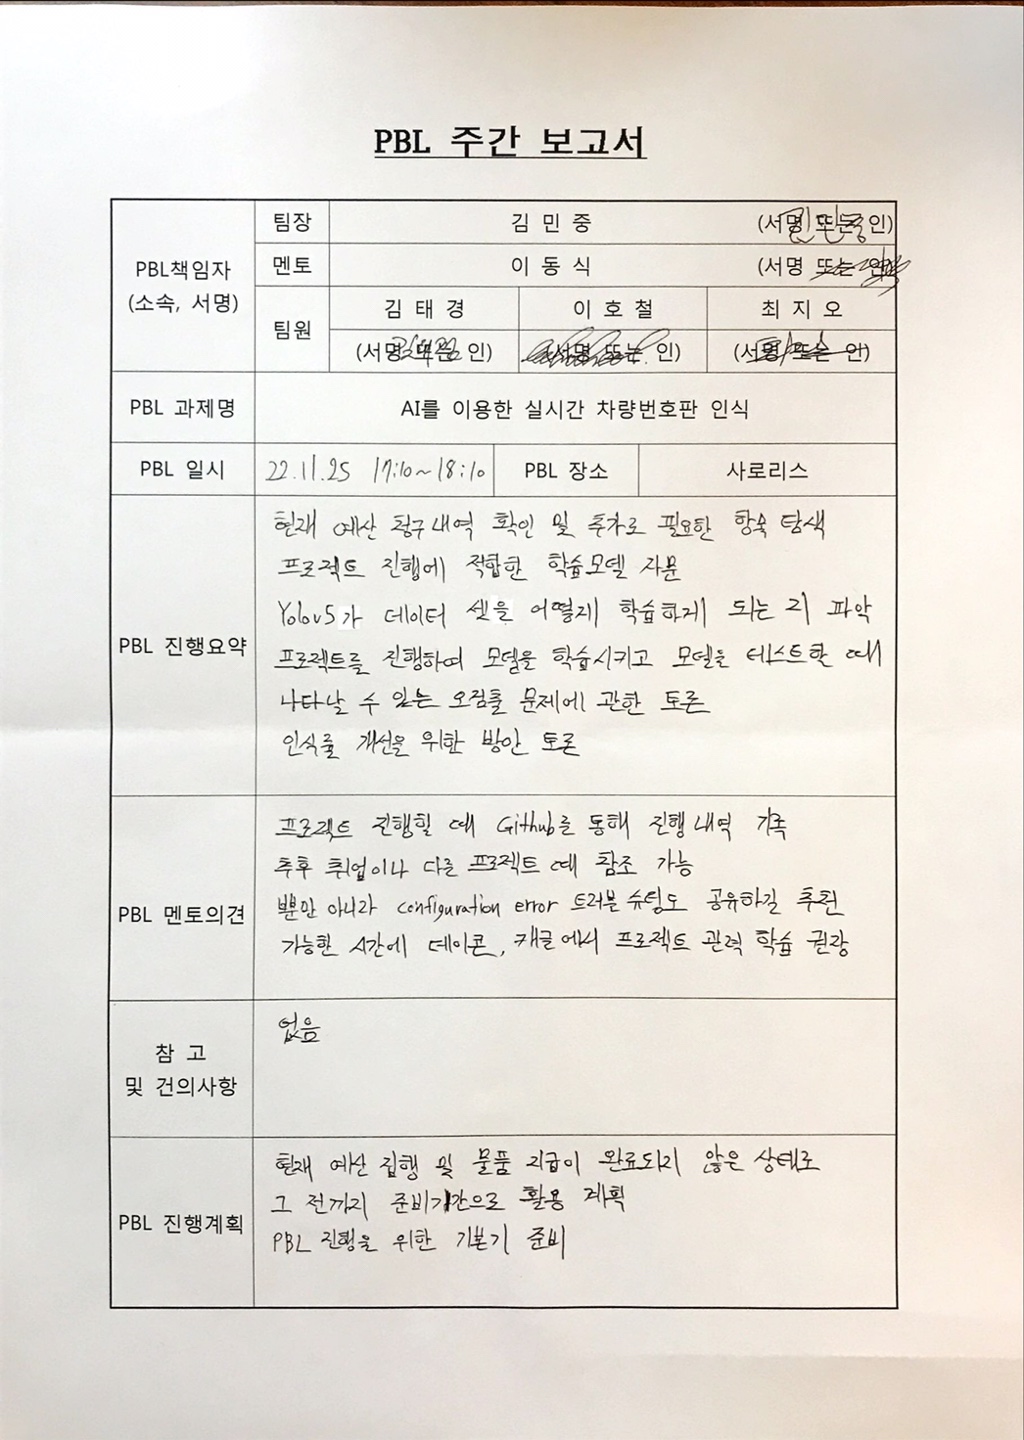 PBL 주간 보고서
PBL책임자
(소속, 서명)
팀장
김 민 중
(서명 또는 인)
멘토
이 동 식
(서명 또는 인)
팀원
김 태 경
이 호 철
최 지 오
(서명 또는 인)
(서명 또는 인)
(서명 또는 인)
PBL 과제명
AI를 이용한 실시간 차량번호판 인식
PBL 일시
22.11.25 17:10~18:10
PBL 장소
사로리스
PBL 진행요약
현재 예산 청구내역 확인 및 추가로 필요한 항목 탐색
프로젝트 진행에 적합한 학습모델 자문
Yolov5가 데이터 셋을 어떻게 학습하게 되는 지 파악
프로젝트를 진행하며 모델을 학습시키고 모델을 테스트할 때
나타날 수 있는 오검출 문제에 관한 토론
인식률 개선을 위한 방안 토론
PBL 멘토의견
프로젝트 진행할 때 Github를 통해 진행내역 기록
추후 취업이나 다른 프로젝트 때 참조 가능
뿐만 아니라 configuration error 트러블 슈팅도 공유하길 추천
가능한 시간에 데이콘, 캐글에서 프로젝트 관력 학습 권장
참 고
및 건의사항
없음
PBL 진행계획
현재 예산 집행 및 물품 지급이 완료되지 않은 상태로
그 전까지 준비기간으로 활용 계획
PBL 진행을 위한 기본기 준비